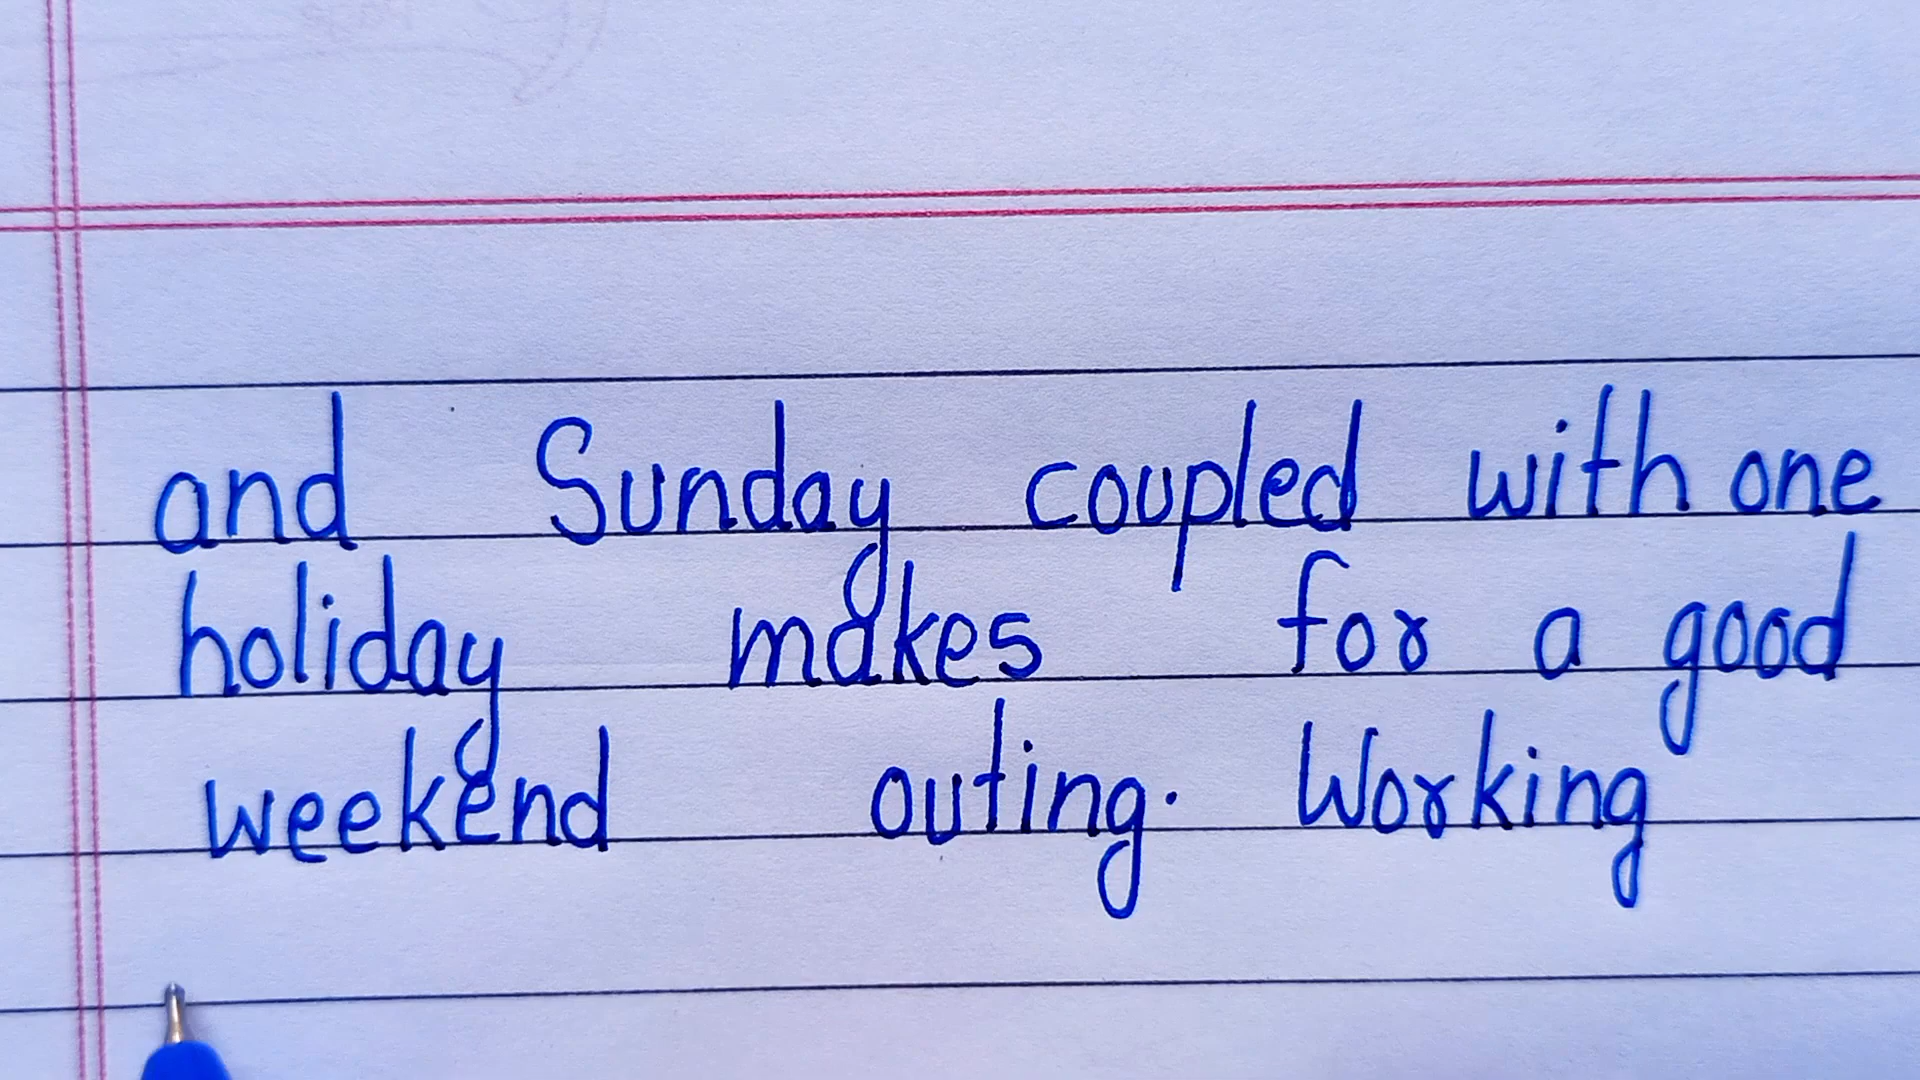 and Sunday coupled with one
holiday makes for a good
weekend outing. Working